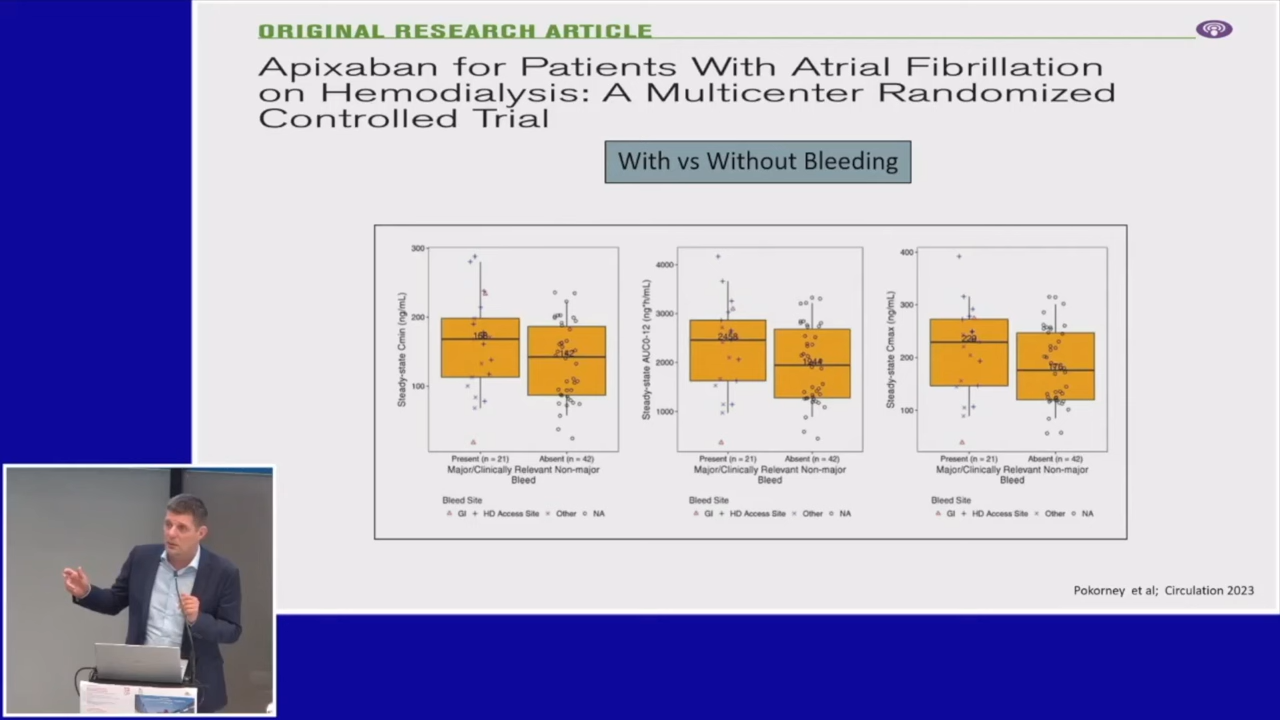 ORIGINAL RESEARCH ARTICLE
Apixaban for Patients With Atrial Fibrillation
on Hemodialysis: A Multicenter Randomized
Controlled Trial
With vs Without Bleeding
Steady-state Cmin (ng/mL)
300
200
100
168
142
Present (n = 21) Absent (n = 42)
Major/Clinically Relevant Non-major
Bleed
Bleed Site
GI HD Access Site Other NA
Steady-state AUC0-12 (ng*h/mL)
4000
3000
2000
1000
Present (n = 21) Absent (n = 42)
Major/Clinically Relevant Non-major
Bleed
Bleed Site
GI HD Access Site Other NA
Steady-state Cmax (ng/mL)
400
300
200
100
229
Present (n = 21) Absent (n = 42)
Major/Clinically Relevant Non-major
Bleed
Bleed Site
GI HD Access Site Other NA
Pokorney et al; Circulation 2023